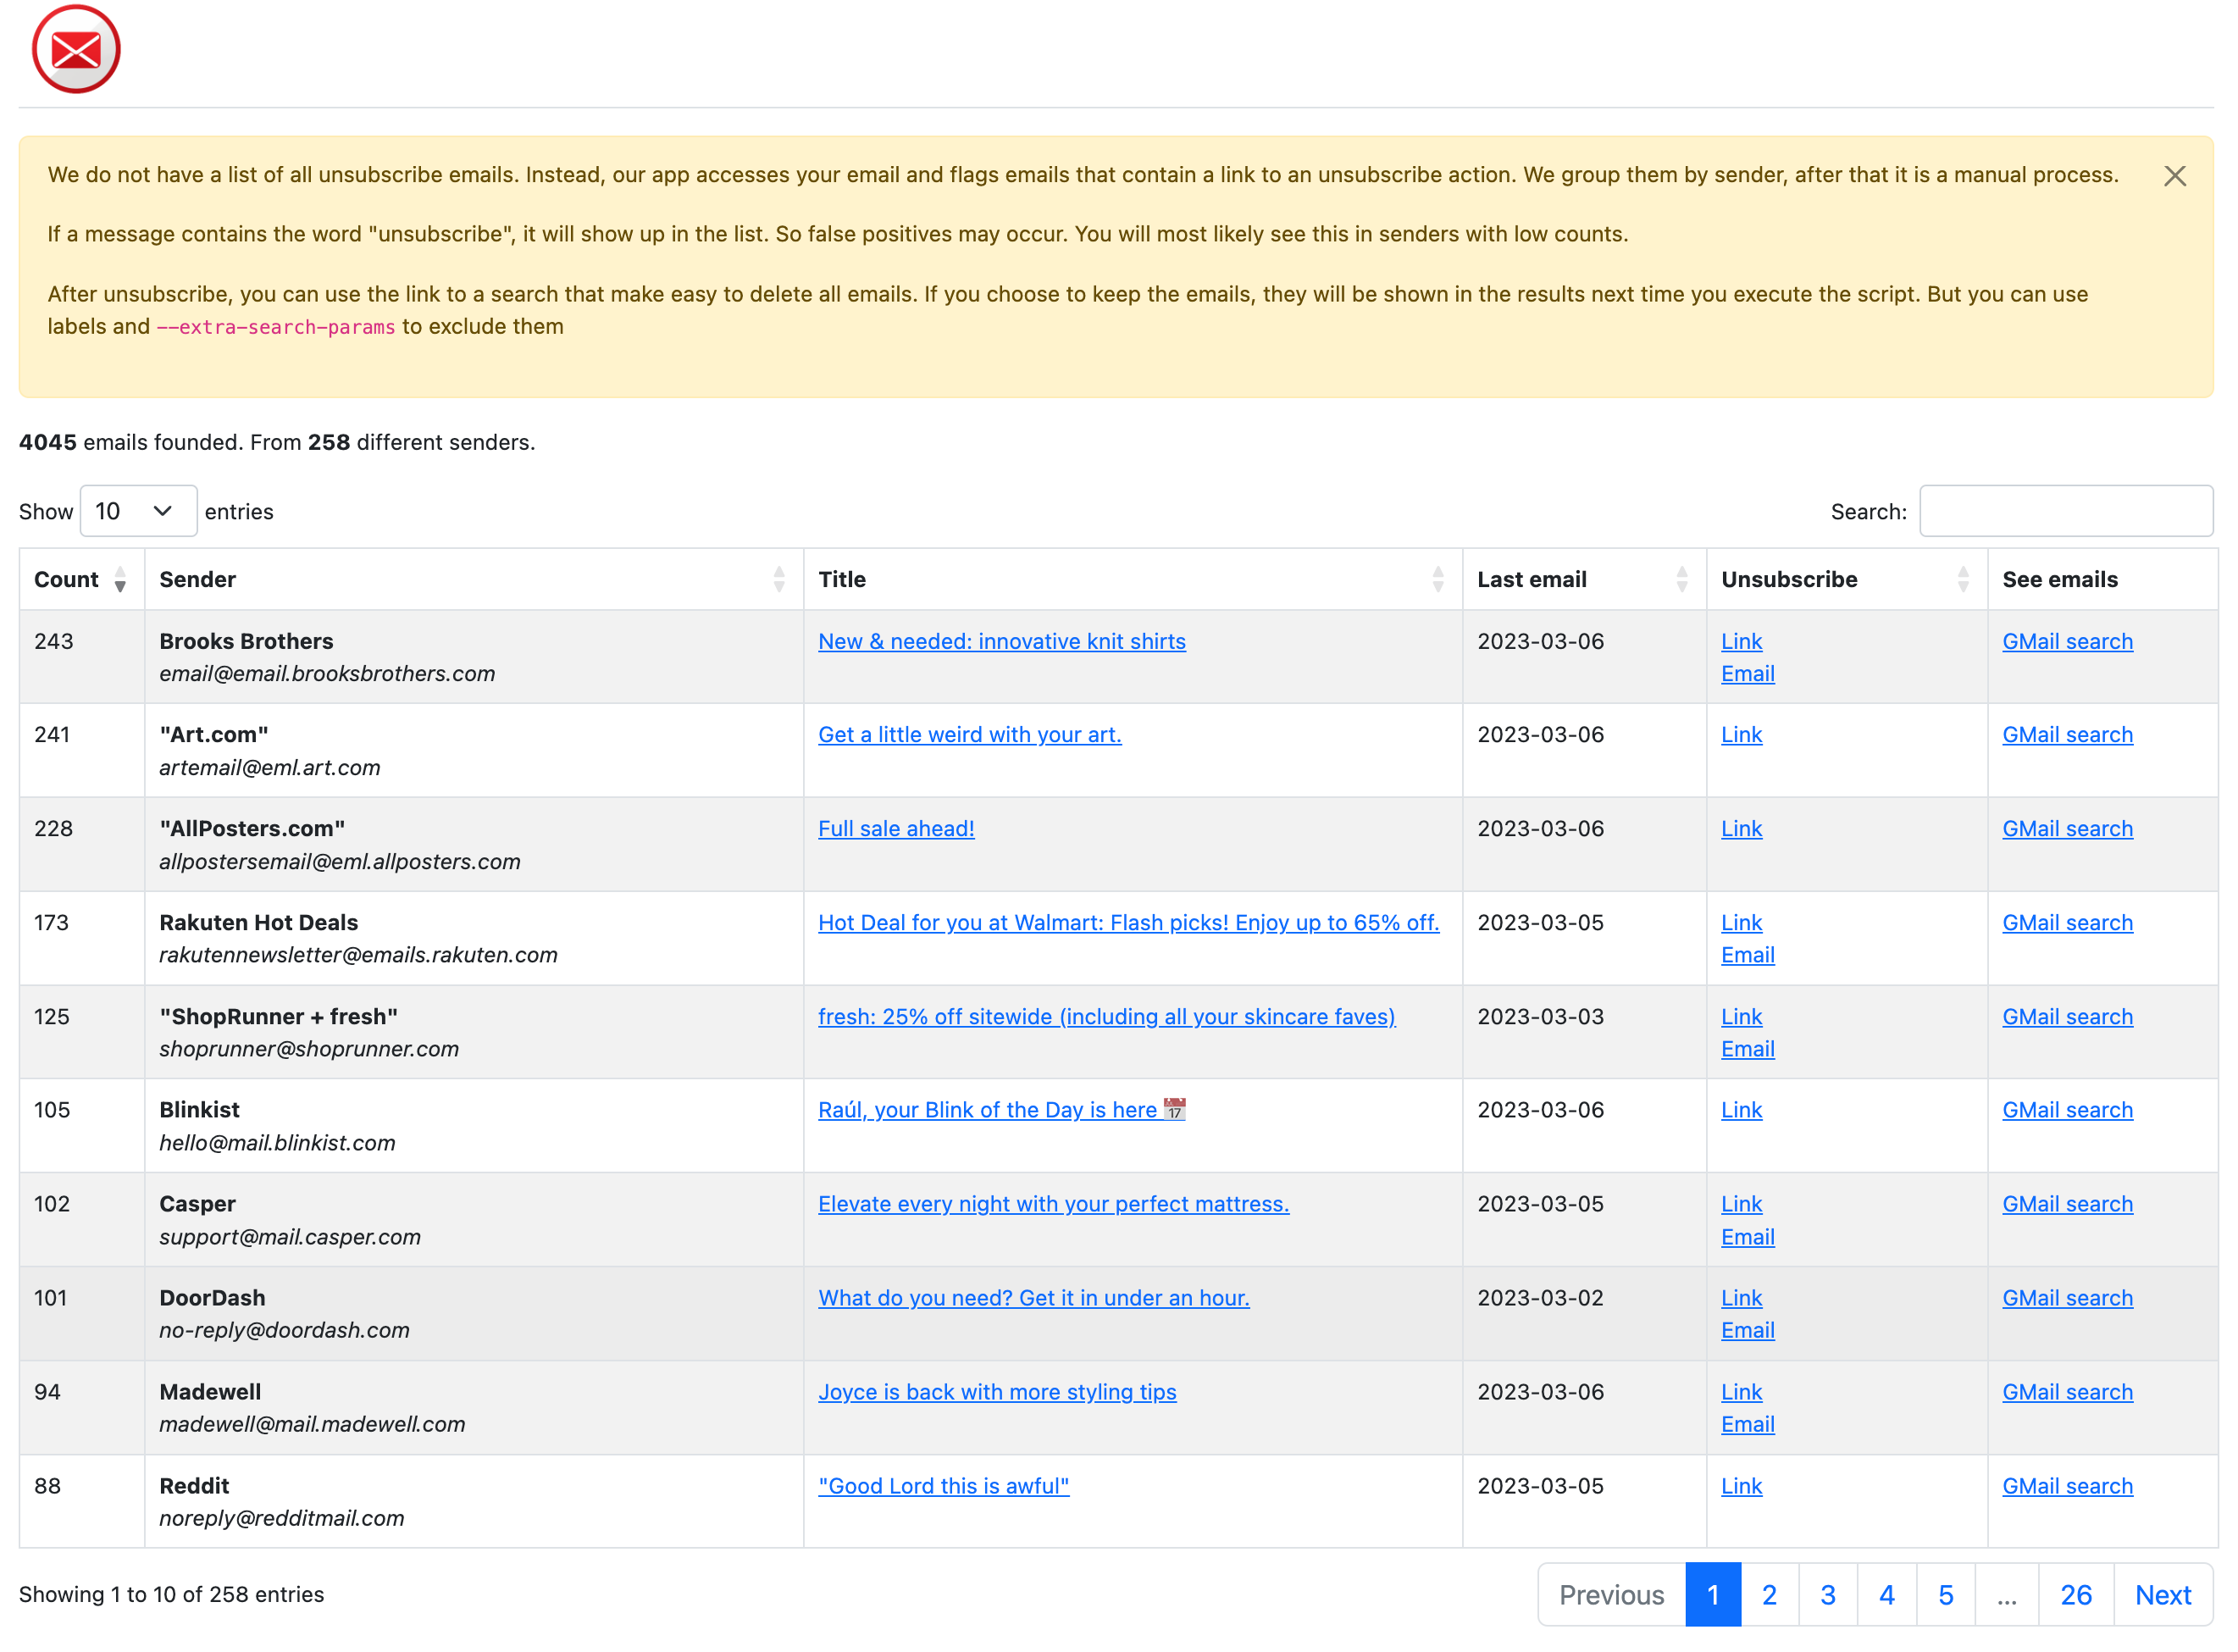 We do not have a list of all unsubscribe emails. Instead, our app accesses your email and flags emails that contain a link to an unsubscribe action. We group them by sender, after that it is a manual process.
If a message contains the word "unsubscribe", it will show up in the list. So false positives may occur. You will most likely see this in senders with low counts.
After unsubscribe, you can use the link to a search that make easy to delete all emails. If you choose to keep the emails, they will be shown in the results next time you execute the script. But you can use
labels and --extra-search-params to exclude them
4045 emails founded. From 258 different senders.
Show 10 entries Search:
Count Sender Title Last email Unsubscribe See emails
243 Brooks Brothers New & needed: innovative knit shirts 2023-03-06 Link GMail search
email@email.brooksbrothers.com Email
241 "Art.com" Get a little weird with your art. 2023-03-06 Link GMail search
artemail@eml.art.com
228 "AllPosters.com" Full sale ahead! 2023-03-06 Link GMail search
allpostersemail@eml.allposters.com
173 Rakuten Hot Deals Hot Deal for you at Walmart: Flash picks! Enjoy up to 65% off. 2023-03-05 Link GMail search
rakutennewsletter@emails.rakuten.com Email
125 "ShopRunner + fresh" fresh: 25% off sitewide (including all your skincare faves) 2023-03-03 Link GMail search
shoprunner@shoprunner.com Email
105 Blinkist Raúl, your Blink of the Day is here 📅 2023-03-06 Link GMail search
hello@mail.blinkist.com
102 Casper Elevate every night with your perfect mattress. 2023-03-05 Link GMail search
support@mail.casper.com Email
101 DoorDash What do you need? Get it in under an hour. 2023-03-02 Link GMail search
no-reply@doordash.com Email
94 Madewell Joyce is back with more styling tips 2023-03-06 Link GMail search
madewell@mail.madewell.com Email
88 Reddit "Good Lord this is awful" 2023-03-05 Link GMail search
noreply@redditmail.com
Showing 1 to 10 of 258 entries Previous 1 2 3 4 5 ... 26 Next